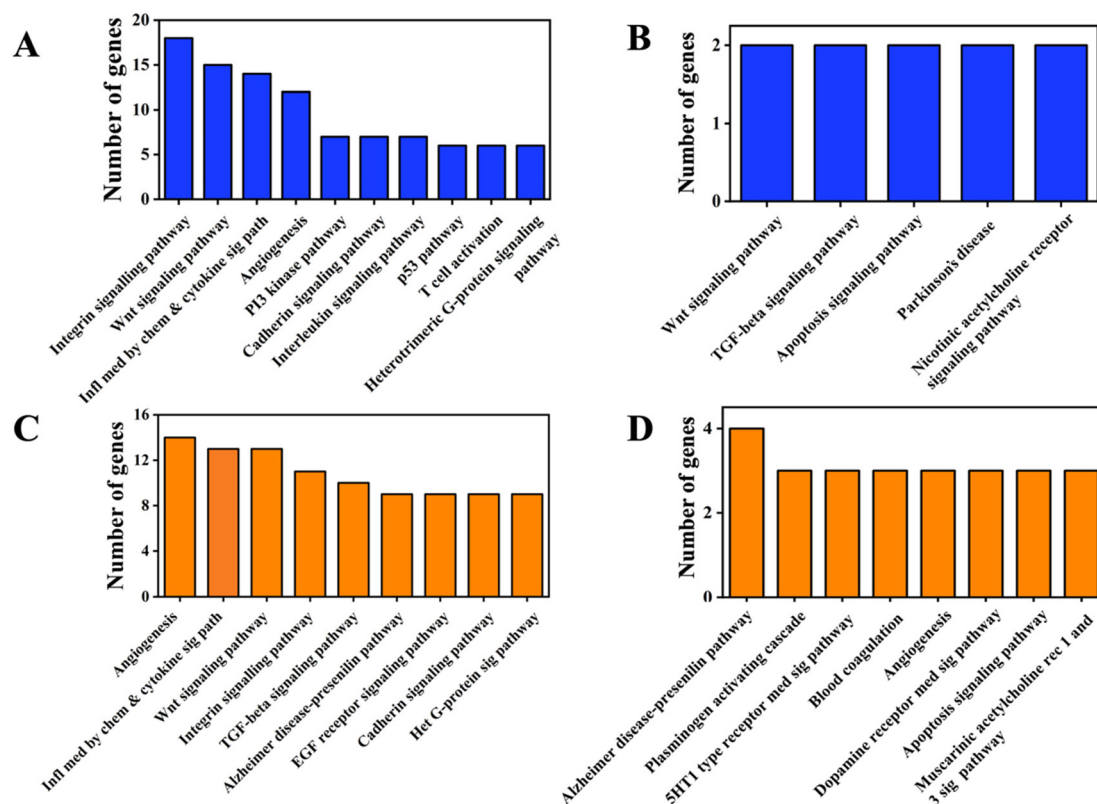 A
Number of genes
20
15
10
5
0
Integrin signalling pathway
Wnt signaling pathway
Infl med by chem & cytokine sig path
Angiogenesis
PI3 kinase pathway
Cadherin signaling pathway
Interleukin signaling pathway
p53 pathway
T cell activation
Heterotrimeric G-protein signaling
pathway
B
Number of genes
2
1
0
Wnt signaling pathway
TGF-beta signaling pathway
Apoptosis signaling pathway
Parkinson's disease
Nicotinic acetylcholine receptor
signaling pathway
C
Number of genes
16
12
8
4
0
Angiogenesis
Infl med by chem & cytokine sig path
Wnt signaling pathway
Integrin signalling pathway
TGF-beta signaling pathway
Alzheimer disease-presenilin pathway
EGF receptor signaling pathway
Cadherin signaling pathway
Het G-protein sig pathway
D
Number of genes
4
2
0
Alzheimer disease-presenilin pathway
Plasminogen activating cascade
5HT1 type receptor med sig pathway
Blood coagulation
Angiogenesis
Dopamine receptor med sig pathway
Apoptosis signaling pathway
Muscarinic acetylcholine rec 1 and
3 sig pathway